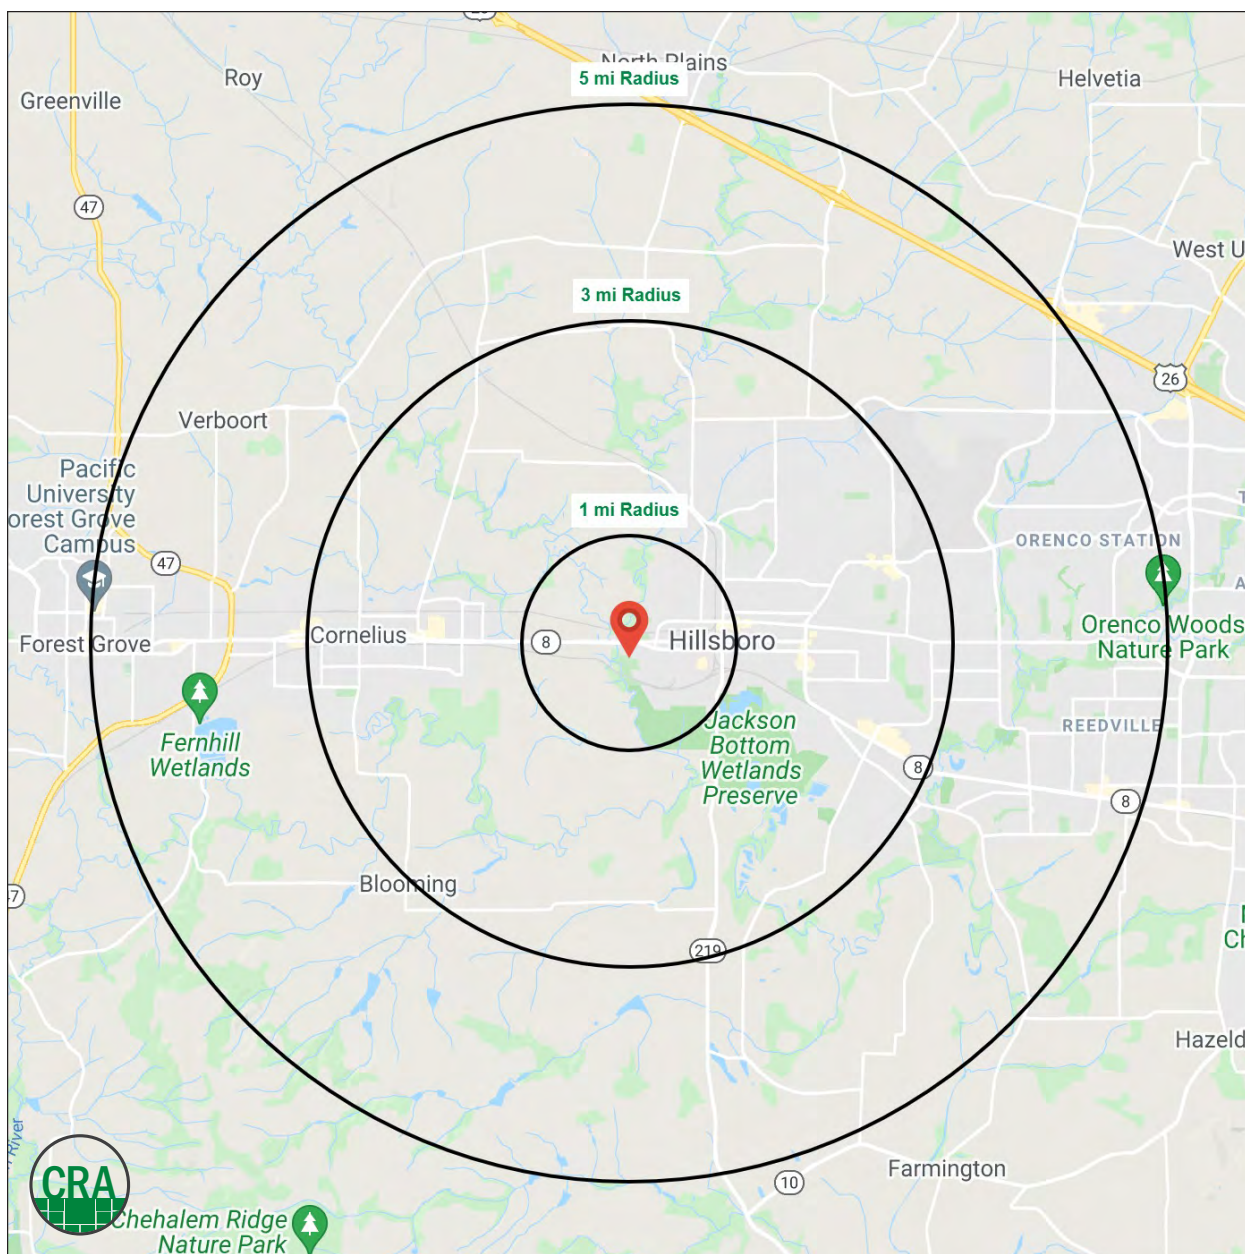 North Plains
Roy
Helvetia
5 mi Radius
Greenville
47
West U
3 mi Radius
26
Verboort
Pacific
University
orest Grove
Campus
1 mi Radius
ORENCO STATION
47
Forest Grove
Cornelius
8
Hillsboro
Orenco Woods
Nature Park
Fernhill
Wetlands
Jackson
Bottom
Wetlands
Preserve
REEDVILLE
8
8
Blooming
219
Hazeld
Farmington
10
CRA
Chehalem Ridge
Nature Park
River